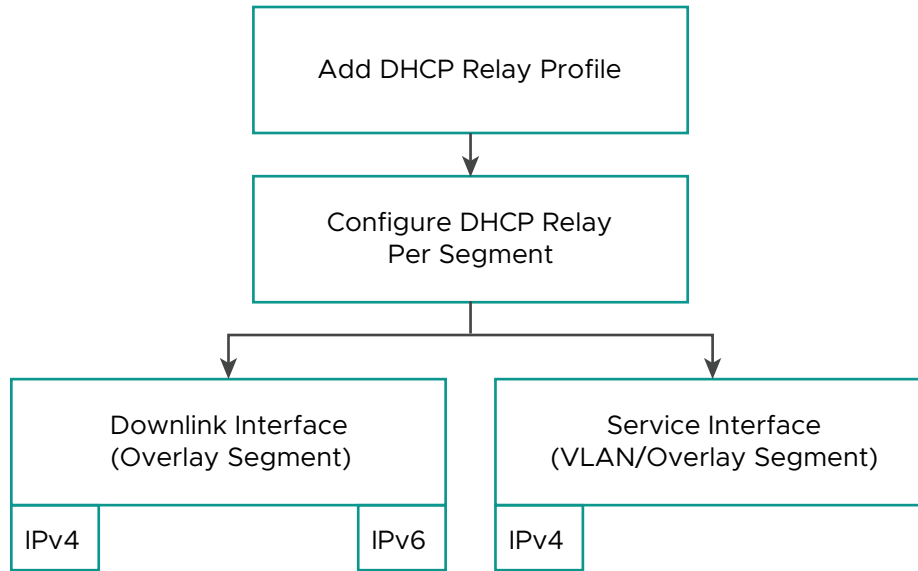 Add DHCP Relay Profile
Configure DHCP Relay
Per Segment
Downlink Interface
(Overlay Segment)
IPv4
IPv6
Service Interface
(VLAN/Overlay Segment)
IPv4